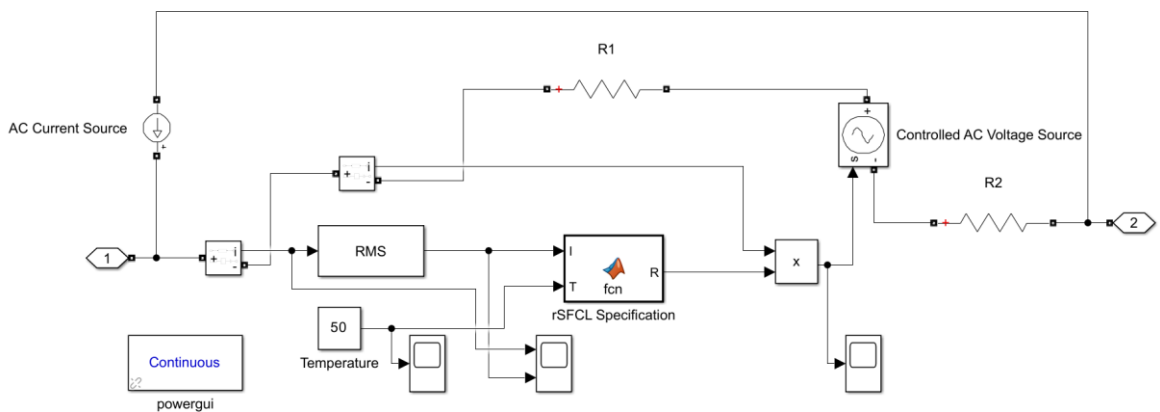 R1
AC Current Source
+
Controlled AC Voltage Source
s
-
i
+
-
R2
+
1
i
+
-
RMS
I
T
fcn
R
x
2
rSFCL Specification
50
Temperature
Continuous
powergui